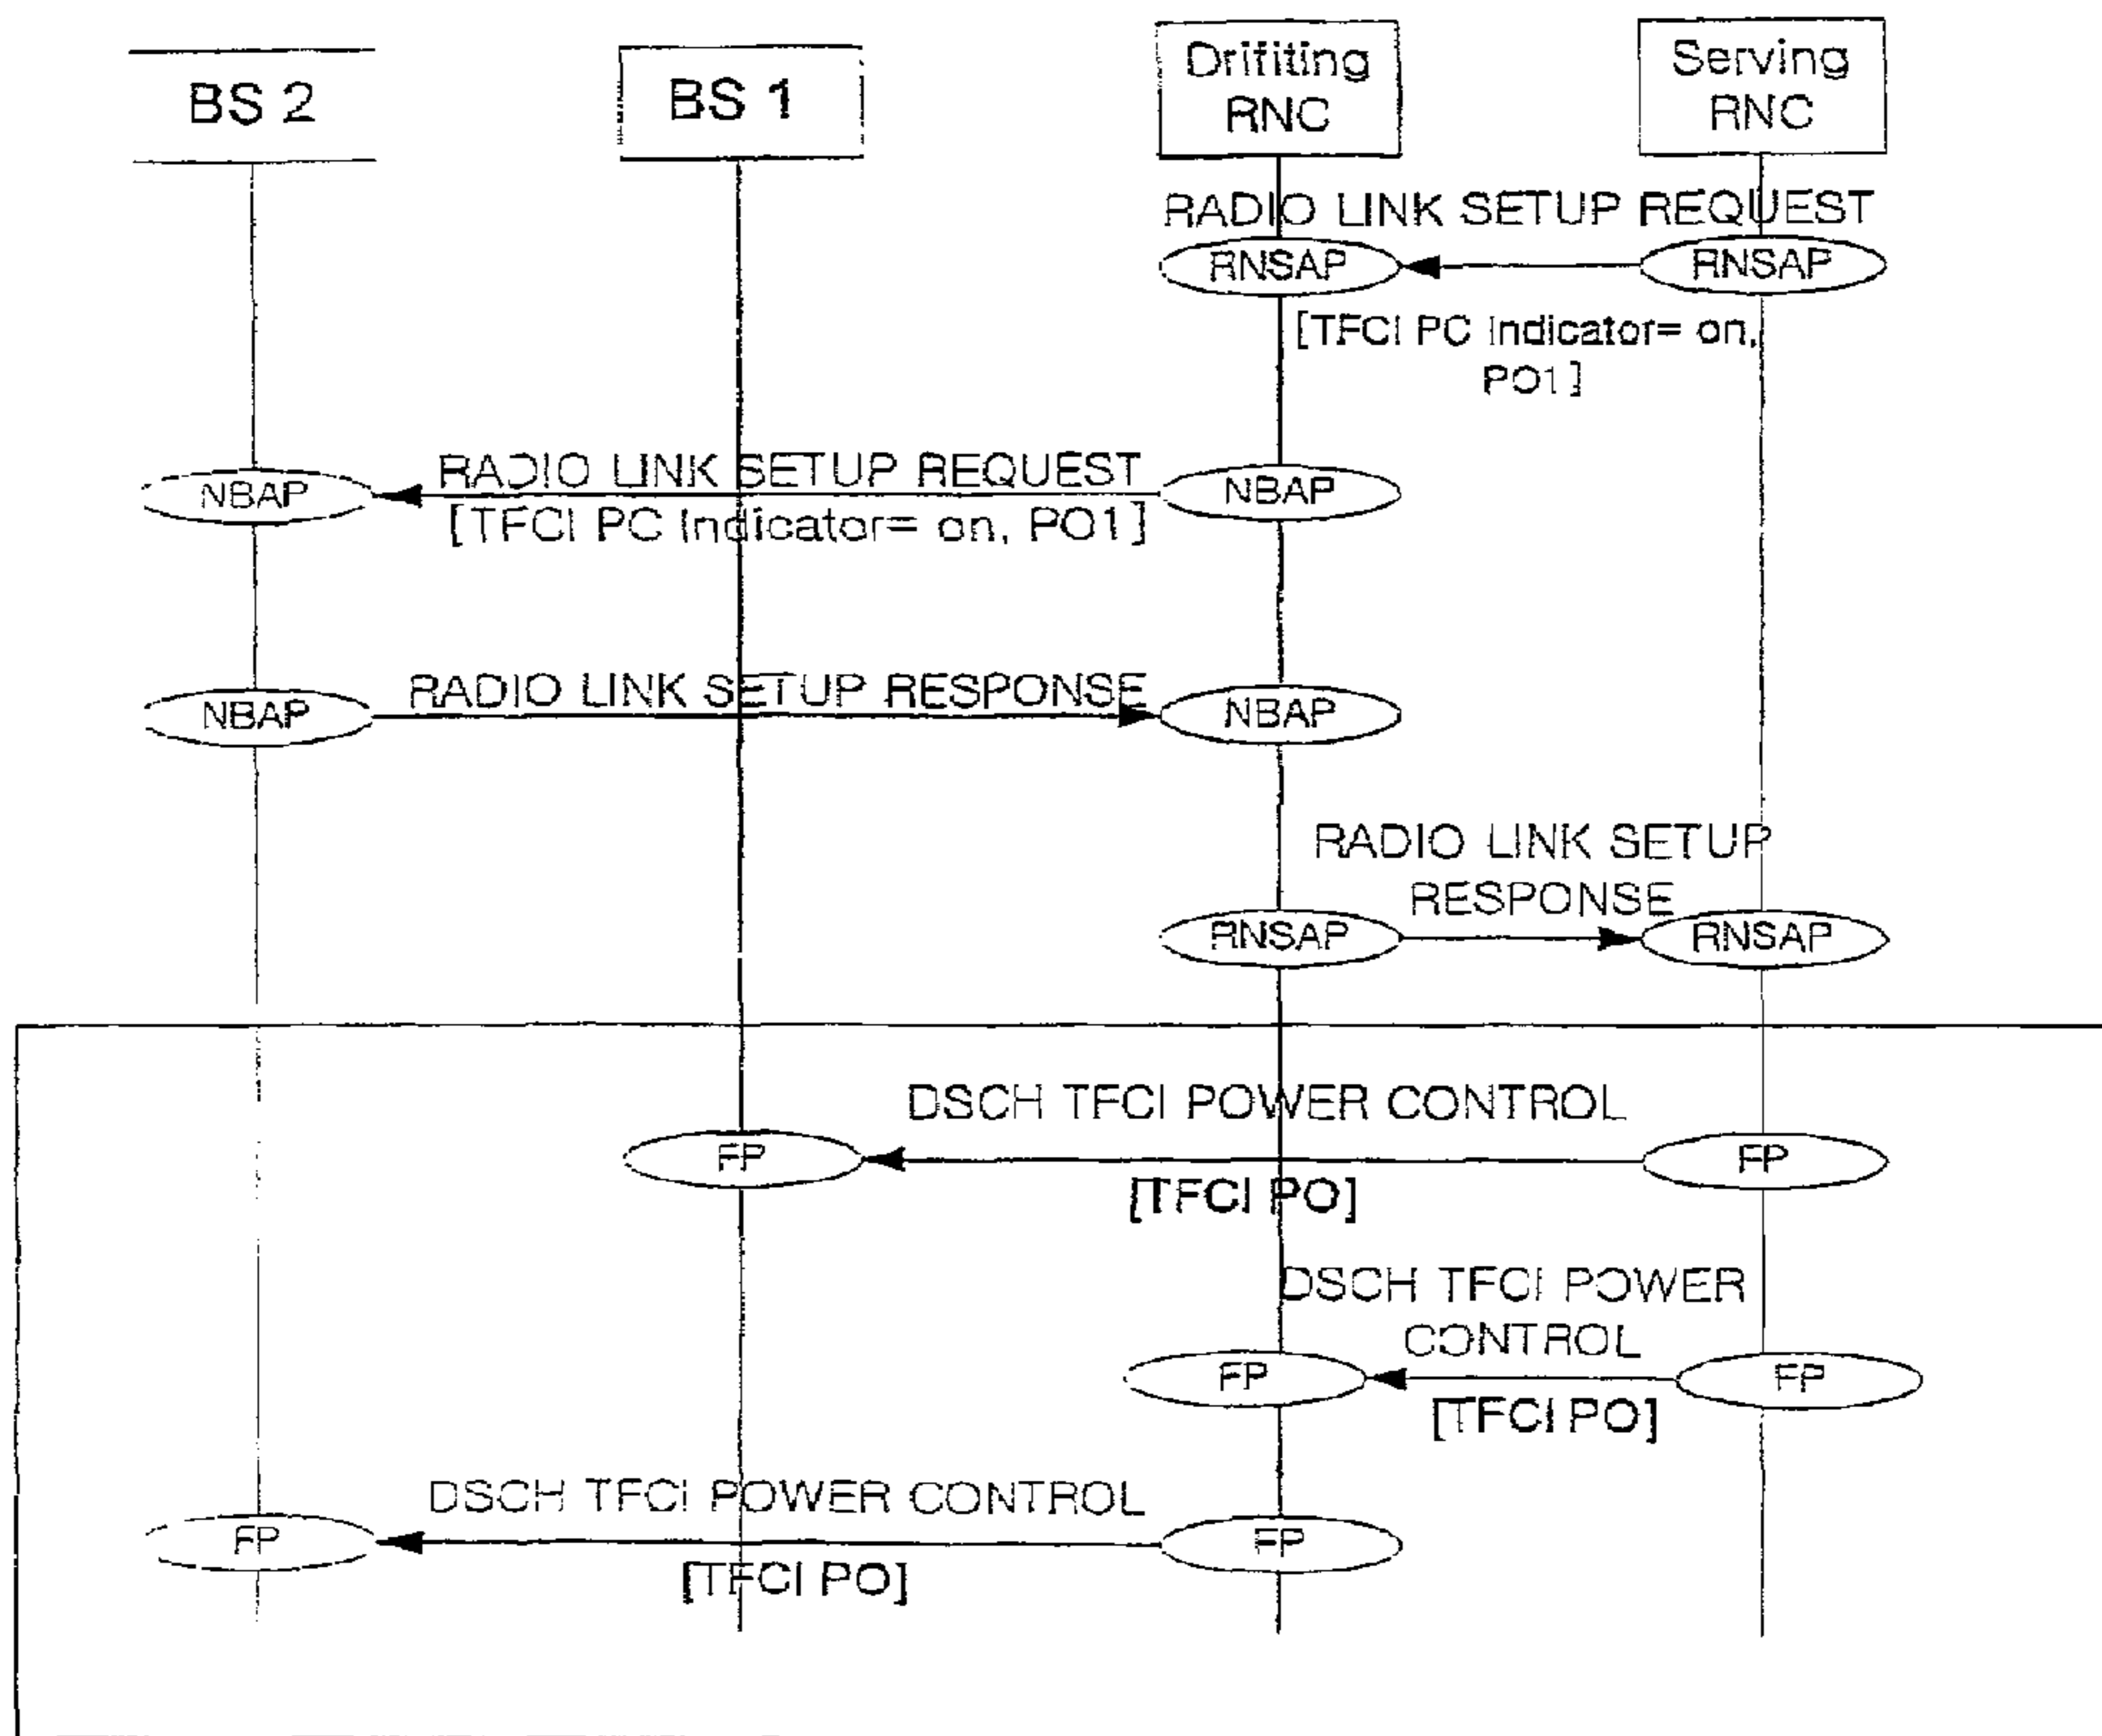 BS 2
BS 1
Drifiting
RNC
Serving
RNC
RADIO LINK SETUP REQUEST
RNSAP
RNSAP
[TFCI PC Indicator= on,
PO1]
RADIO LINK SETUP REQUEST
NBAP
NBAP
[TFCI PC Indicator= on, PO1]
RADIO LINK SETUP RESPONSE
NBAP
NBAP
RADIO LINK SETUP
RESPONSE
RNSAP
RNSAP
DSCH TFCI POWER CONTROL
FP
FP
[TFCI PO]
DSCH TFCI POWER
CONTROL
FP
FP
[TFCI PO]
DSCH TFCI POWER CONTROL
FP
FP
[TFCI PO]